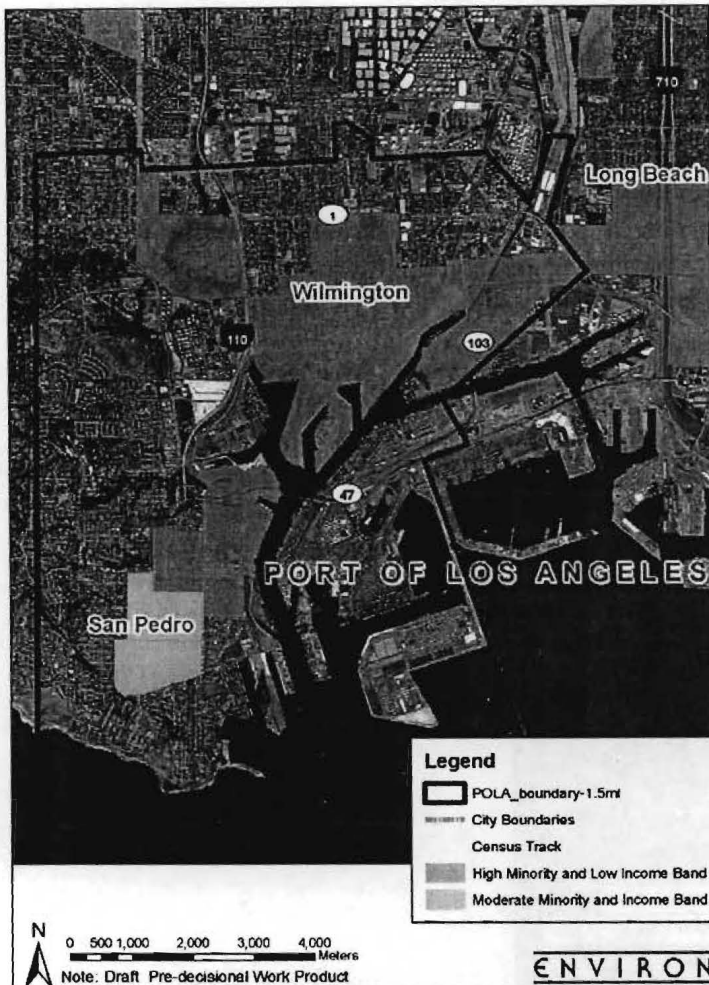 710
Long Beach
1
Wilmington
110
103
47
PORT OF LOS ANGELES
San Pedro
Legend
POLA_boundary-1.5mi
City Boundaries
Census Track
High Minority and Low Income Band
Moderate Minority and Income Band
N
0 500 1,000 2,000 3,000 4,000
Meters
Note: Draft Pre-decisional Work Product
ENVIRON